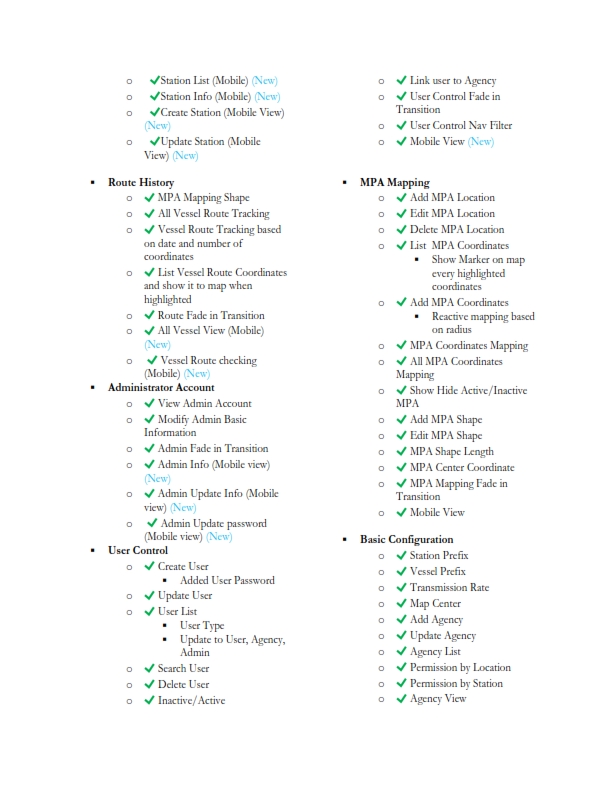 o ✔Station List (Mobile) (New)
o ✔Station Info (Mobile) (New)
o ✔Create Station (Mobile View)
(New)
o ✔Update Station (Mobile
View) (New)
▪ Route History
o ✔ MPA Mapping Shape
o ✔ All Vessel Route Tracking
o ✔ Vessel Route Tracking based
on date and number of
coordinates
o ✔ List Vessel Route Coordinates
and show it to map when
highlighted
o ✔ Route Fade in Transition
o ✔ All Vessel View (Mobile)
(New)
o ✔ Vessel Route checking
(Mobile) (New)
▪ Administrator Account
o ✔ View Admin Account
o ✔ Modify Admin Basic
Information
o ✔ Admin Fade in Transition
o ✔ Admin Info (Mobile view)
(New)
o ✔ Admin Update Info (Mobile
view) (New)
o ✔ Admin Update password
(Mobile view) (New)
▪ User Control
o ✔ Create User
▪ Added User Password
o ✔ Update User
o ✔ User List
▪ User Type
▪ Update to User, Agency,
Admin
o ✔ Search User
o ✔ Delete User
o ✔ Inactive/Active
o ✔ Link user to Agency
o ✔ User Control Fade in
Transition
o ✔ User Control Nav Filter
o ✔ Mobile View (New)
▪ MPA Mapping
o ✔ Add MPA Location
o ✔ Edit MPA Location
o ✔ Delete MPA Location
o ✔ List MPA Coordinates
▪ Show Marker on map
every highlighted
coordinates
o ✔ Add MPA Coordinates
▪ Reactive mapping based
on radius
o ✔ MPA Coordinates Mapping
o ✔ All MPA Coordinates
Mapping
o ✔ Show Hide Active/Inactive
MPA
o ✔ Add MPA Shape
o ✔ Edit MPA Shape
o ✔ MPA Shape Length
o ✔ MPA Center Coordinate
o ✔ MPA Mapping Fade in
Transition
o ✔ Mobile View
▪ Basic Configuration
o ✔ Station Prefix
o ✔ Vessel Prefix
o ✔ Transmission Rate
o ✔ Map Center
o ✔ Add Agency
o ✔ Update Agency
o ✔ Agency List
o ✔ Permission by Location
o ✔ Permission by Station
o ✔ Agency View